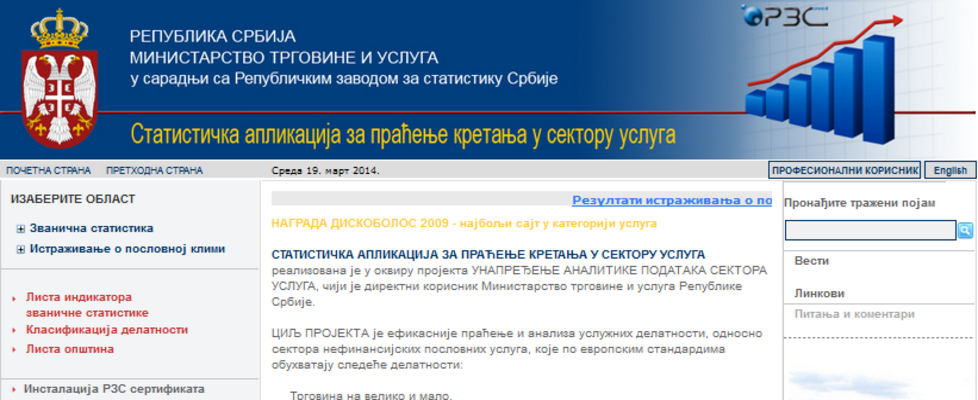 РЗС
РЕПУБЛИКА СРБИЈА
МИНИСТАРСТВО ТРГОВИНЕ И УСЛУГА
у сарадњи са Републичким заводом за статистику Србије
Статистичка апликација за праћење кретања у сектору услуга
ПОЧЕТНА СТРАНА ПРЕТХОДНА СТРАНА Среда 19. март 2014. ПРОФЕСИОНАЛНИ КОРИСНИК English
ИЗАБЕРИТЕ ОБЛАСТ
Званична статистика
Истраживање о пословној клими
Листа индикатора
званичне статистике
Класификација делатности
Листа општина
Инсталација РЗС сертификата
Резултати истраживања о по
НАГРАДА ДИСКОБОЛОС 2009 - најбољи сајт у категорији услуга
СТАТИСТИЧКА АПЛИКАЦИЈА ЗА ПРАЋЕЊЕ КРЕТАЊА У СЕКТОРУ УСЛУГА
реализована је у оквиру пројекта УНАПРЕЂЕЊЕ АНАЛИТИКЕ ПОДАТАКА СЕКТОРА
УСЛУГА, чији је директни корисник Министарство трговине и услуга Републике
Србије.
ЦИЉ ПРОЈЕКТА је ефикасније праћење и анализа услужних делатности, односно
сектора нефинансијских пословних услуга, које по европским стандардима
обухватају следеће делатности:
Трговина на велико и мало.
Пронађите тражени појам
Вести
Линкови
Питања и коментари